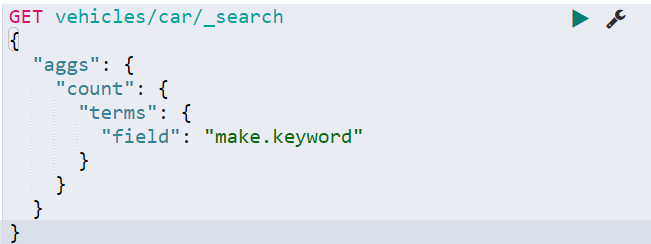 GET vehicles/car/_search
{
  "aggs": {
    "count": {
      "terms": {
        "field": "make.keyword"
      }
    }
  }
}